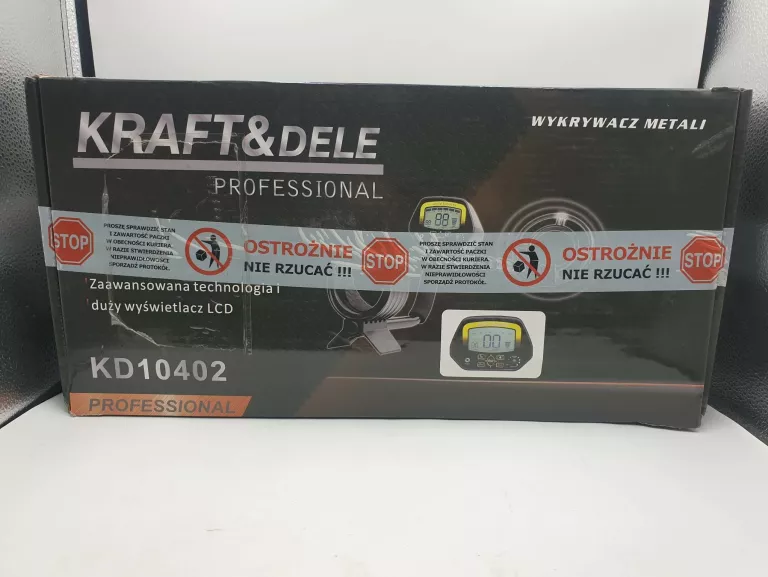 KRAFT&DELE
PROFESSIONAL
WYKRYWACZ METALI
STOP
PROSZĘ SPRAWDZIĆ STAN
I ZAWARTOŚĆ PACZKI
W OBECNOŚCI KURIERA
W RAZIE STWIERDZENIA
NIEPRAWIDŁOWOŚCI
SPORZĄDŹ PROTOKÓŁ.
OSTROŻNIE
NIE RZUCAĆ !!!
STOP
PROSZĘ SPRAWDZIĆ STAN
I ZAWARTOŚĆ PACZKI
W OBECNOŚCI KURIERA
W RAZIE STWIERDZENIA
NIEPRAWIDŁOWOŚCI
SPORZĄDŹ PROTOKÓŁ.
OSTROŻNIE
NIE RZUCAĆ !!!
STOP
Zaawansowana technologia i
duży wyświetlacz LCD
88
00
KD10402
PROFESSIONAL